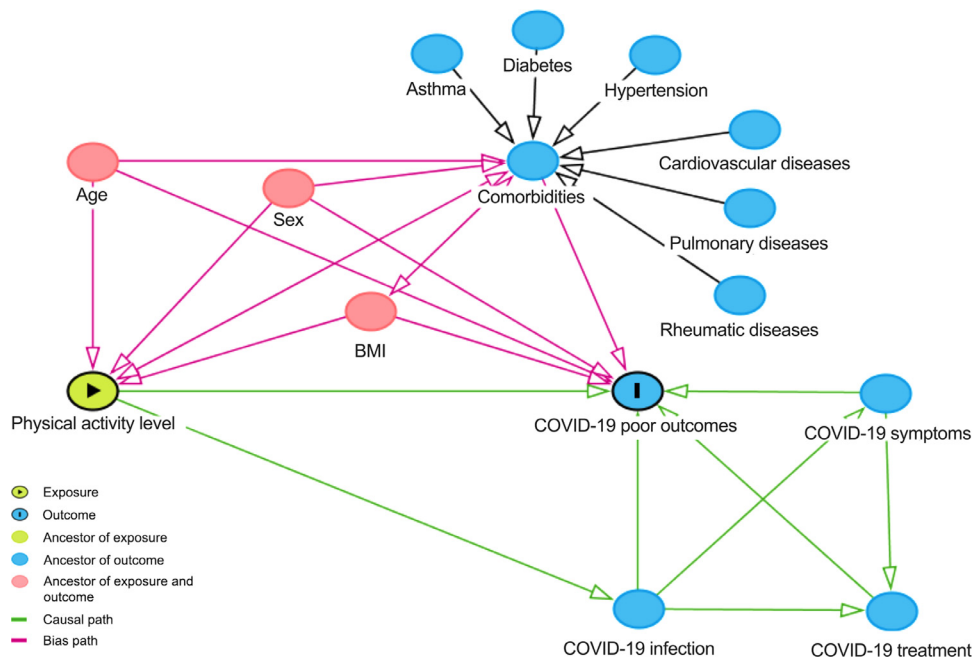 Diabetes
Asthma
Hypertension
Cardiovascular diseases
Age
Comorbidities
Sex
Pulmonary diseases
Rheumatic diseases
BMI
Physical activity level
COVID-19 poor outcomes
COVID-19 symptoms
Exposure
Outcome
Ancestor of exposure
Ancestor of outcome
Ancestor of exposure and
outcome
Causal path
Bias path
COVID-19 infection
COVID-19 treatment